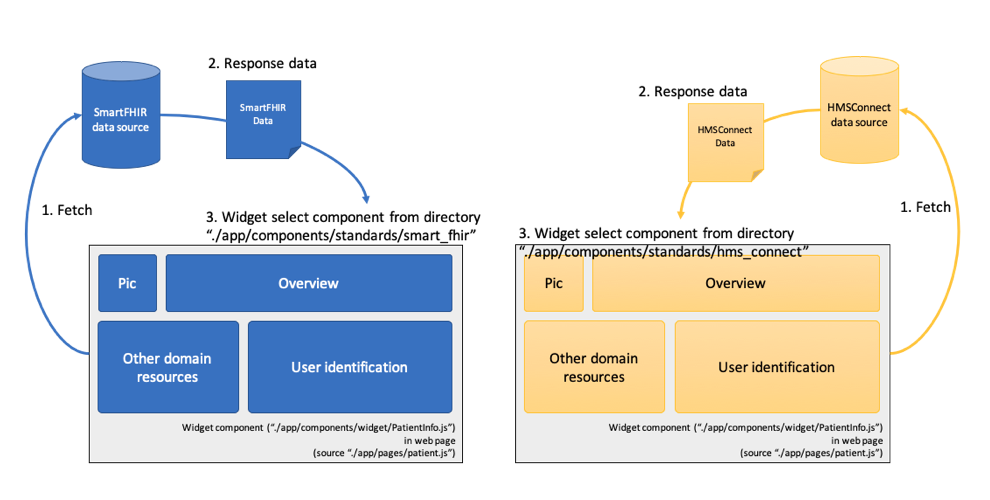 2. Response data
SmartFHIR
data source
SmartFHIR
Data
1. Fetch
3. Widget select component from directory
“./app/components/standards/smart_fhir”
Pic
Overview
Other domain
resources
User identification
Widget component (“./app/components/widget/PatientInfo.js”)
in web page
(source “./app/pages/patient.js”)
2. Response data
HMSConnect
data source
HMSConnect
Data
1. Fetch
3. Widget select component from directory
“./app/components/standards/hms_connect”
Pic
Overview
Other domain
resources
User identification
Widget component (“./app/components/widget/PatientInfo.js”)
in web page
(source “./app/pages/patient.js”)